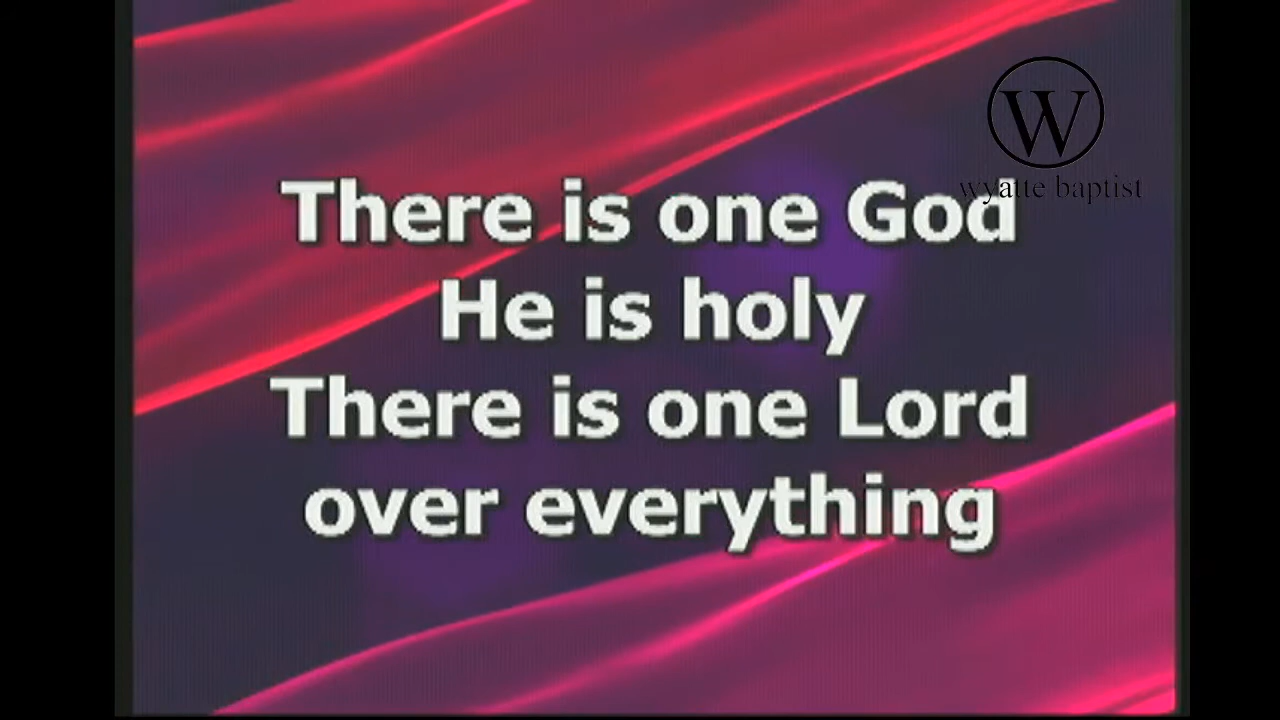 W
wyatte baptist
There is one God
He is holy
There is one Lord
over everything